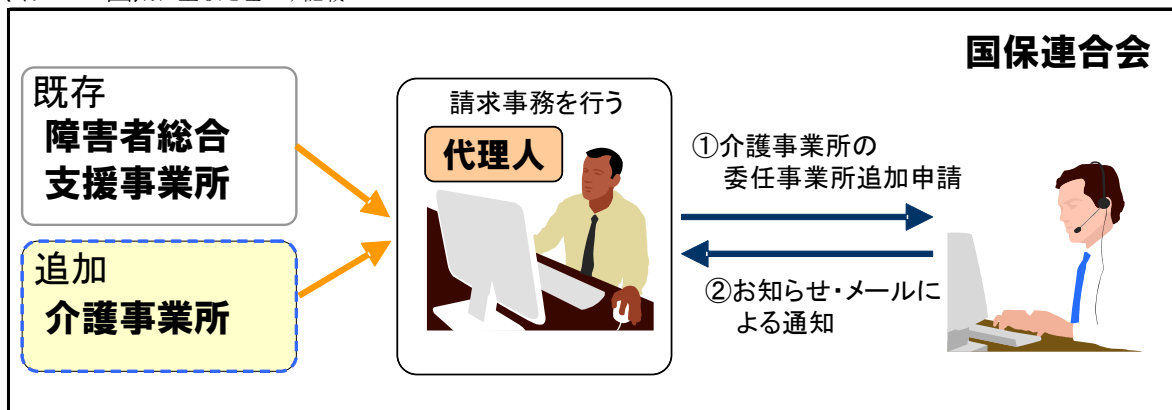 国保連合会
既存
障害者総合
支援事業所
追加
介護事業所
請求事務を行う
代理人
①介護事業所の
委任事業所追加申請
②お知らせ・メールに
よる通知